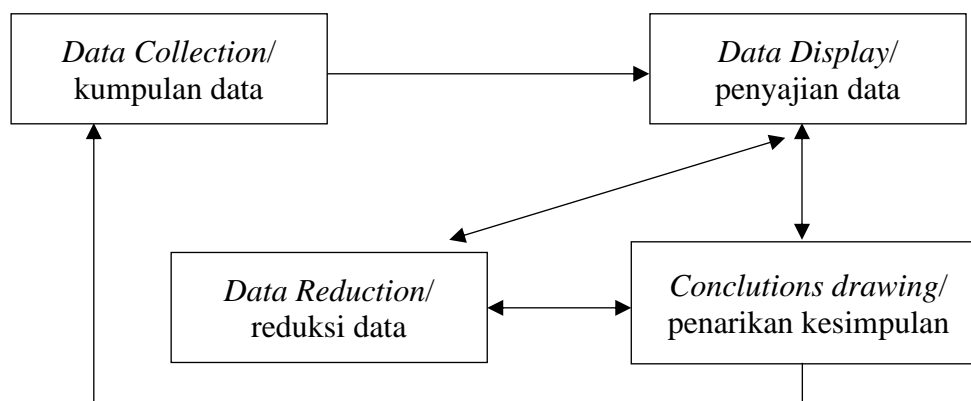 Data Collection/
kumpulan data
Data Display/
penyajian data
Data Reduction/
reduksi data
Conclutions drawing/
penarikan kesimpulan